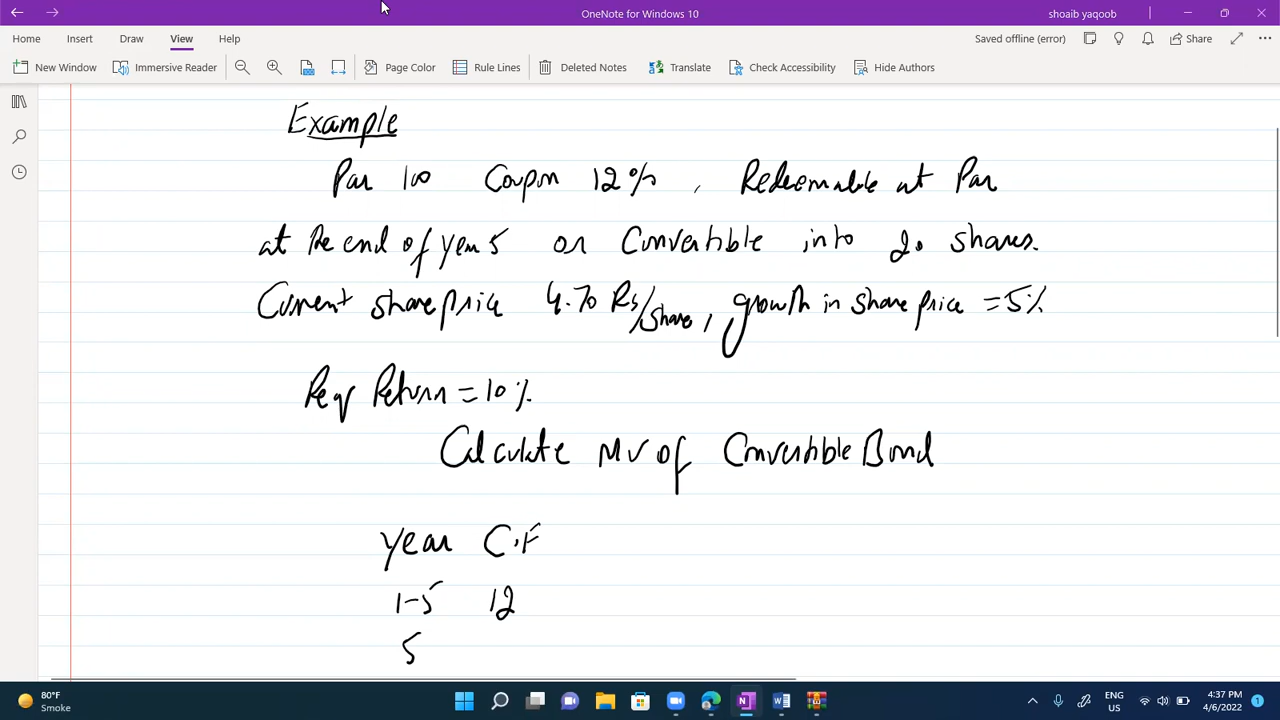 OneNote for Windows 10
shoaib yaqoob
Home Insert Draw View Help
Saved offline (error)
Share
New Window Immersive Reader Page Color Rule Lines Deleted Notes Translate Check Accessibility Hide Authors
Example
Par 100 Coupon 12% , Redeemable at Par
at the end of year 5 or Convertible into 20 shares.
Current share price 4.70 Rs/share, growth in share price = 5%
Req Return = 10%
Calculate MV of Convertible Bond
year C.F
1-5 12
5
80°F
Smoke
ENG
US
4:37 PM
4/6/2022